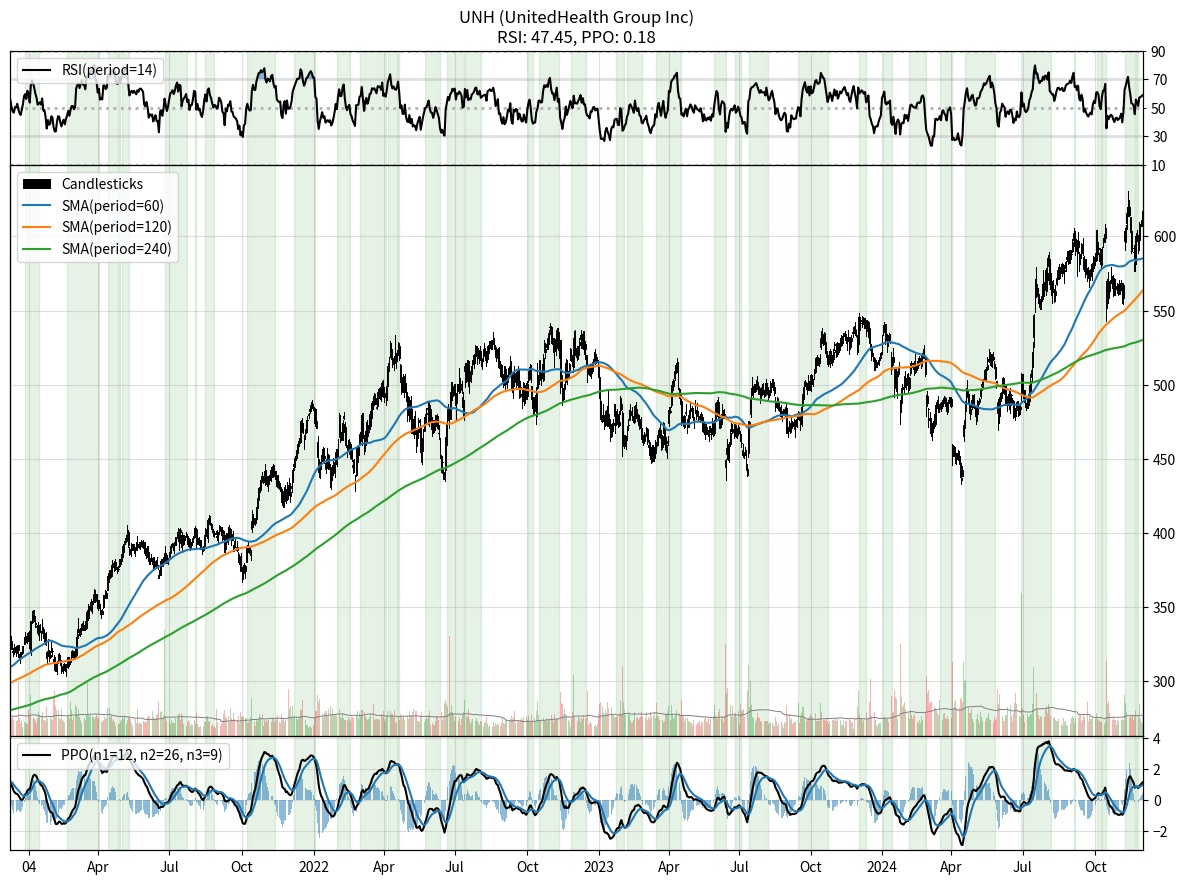 UNH (UnitedHealth Group Inc)
RSI: 47.45, PPO: 0.18
RSI(period=14)
90
70
50
30
10
Candlesticks
SMA(period=60)
SMA(period=120)
SMA(period=240)
600
550
500
450
400
350
300
PPO(n1=12, n2=26, n3=9)
4
2
0
−2
04 Apr Jul Oct 2022 Apr Jul Oct 2023 Apr Jul Oct 2024 Apr Jul Oct